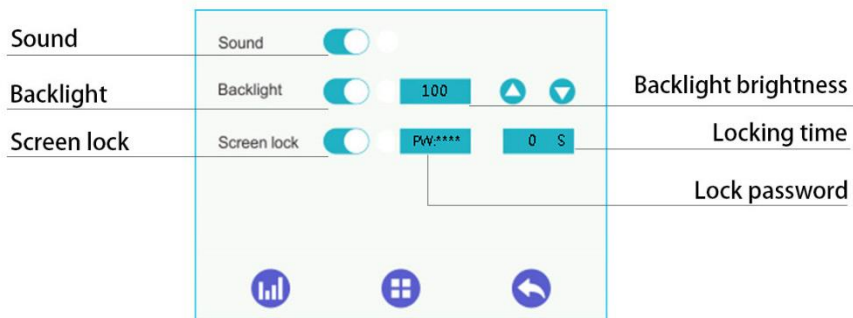 Sound
Sound
Backlight
Backlight
100
Backlight brightness
Screen lock
Screen lock
PW:****
0 S
Locking time
Lock password